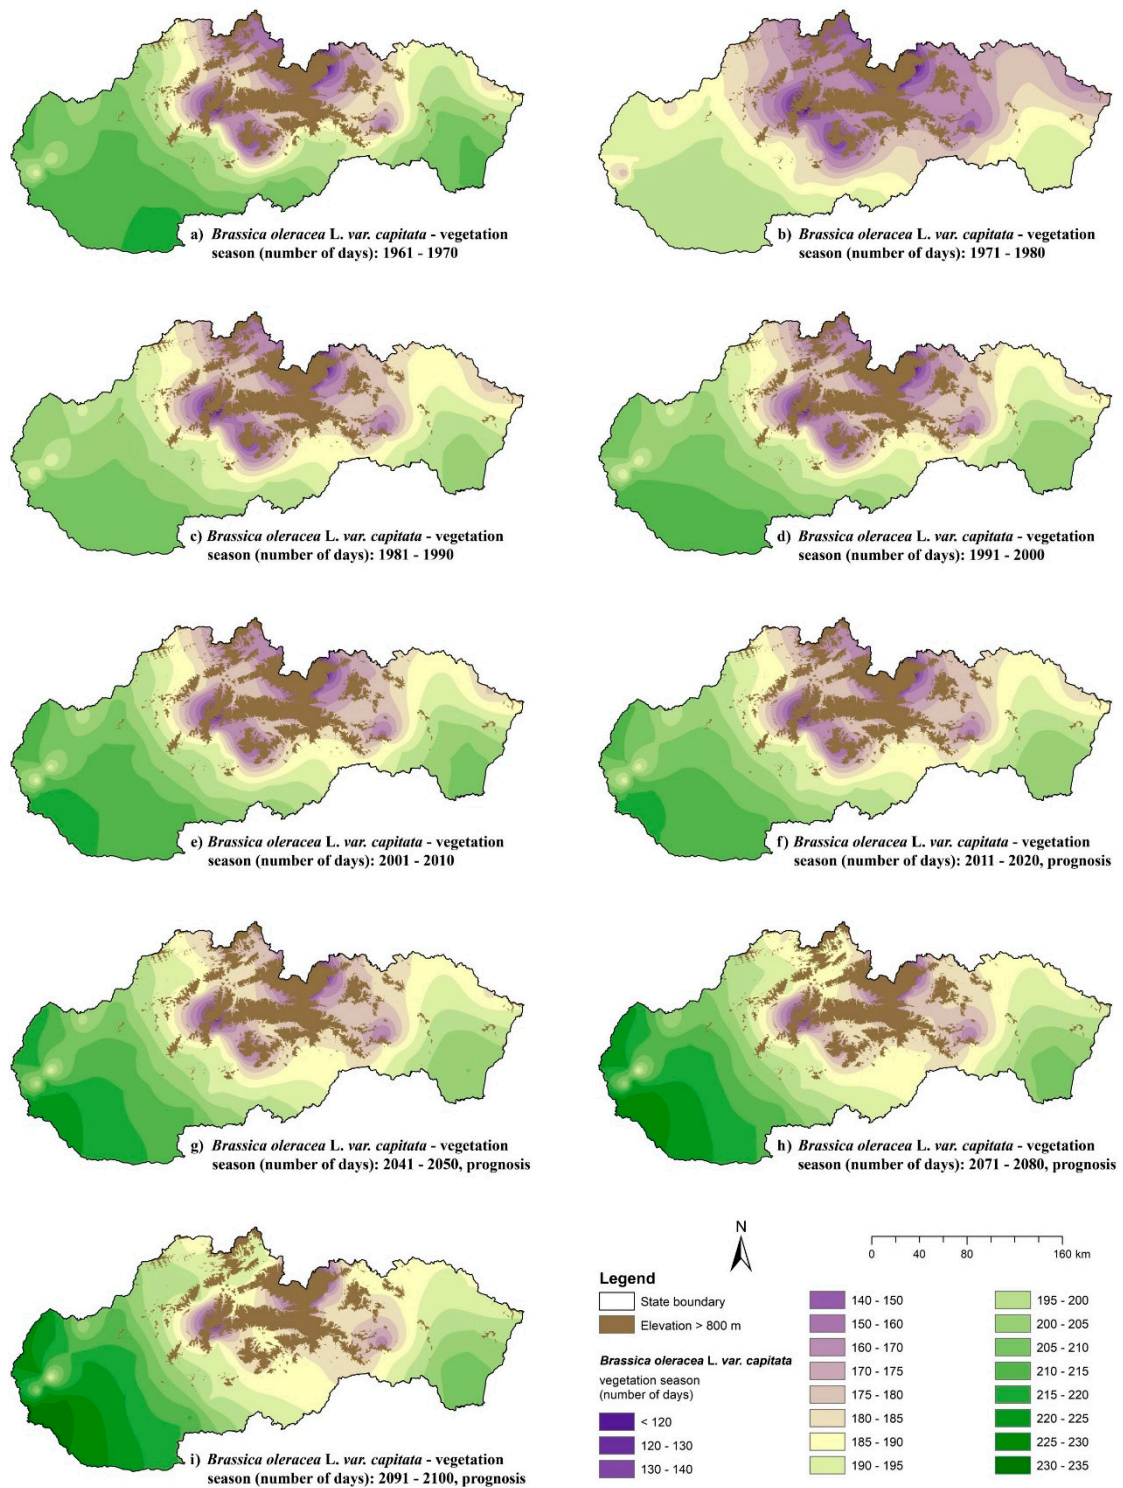 a) Brassica oleracea L. var. capitata - vegetation
season (number of days): 1961 - 1970
b) Brassica oleracea L. var. capitata - vegetation
season (number of days): 1971 - 1980
c) Brassica oleracea L. var. capitata - vegetation
season (number of days): 1981 - 1990
d) Brassica oleracea L. var. capitata - vegetation
season (number of days): 1991 - 2000
e) Brassica oleracea L. var. capitata - vegetation
season (number of days): 2001 - 2010
f) Brassica oleracea L. var. capitata - vegetation
season (number of days): 2011 - 2020, prognosis
g) Brassica oleracea L. var. capitata - vegetation
season (number of days): 2041 - 2050, prognosis
h) Brassica oleracea L. var. capitata - vegetation
season (number of days): 2071 - 2080, prognosis
i) Brassica oleracea L. var. capitata - vegetation
season (number of days): 2091 - 2100, prognosis
N
0 40 80 160 km
Legend
State boundary
Elevation > 800 m
Brassica oleracea L. var. capitata
vegetation season
(number of days)
< 120
120 - 130
130 - 140
140 - 150
150 - 160
160 - 170
170 - 175
175 - 180
180 - 185
185 - 190
190 - 195
195 - 200
200 - 205
205 - 210
210 - 215
215 - 220
220 - 225
225 - 230
230 - 235